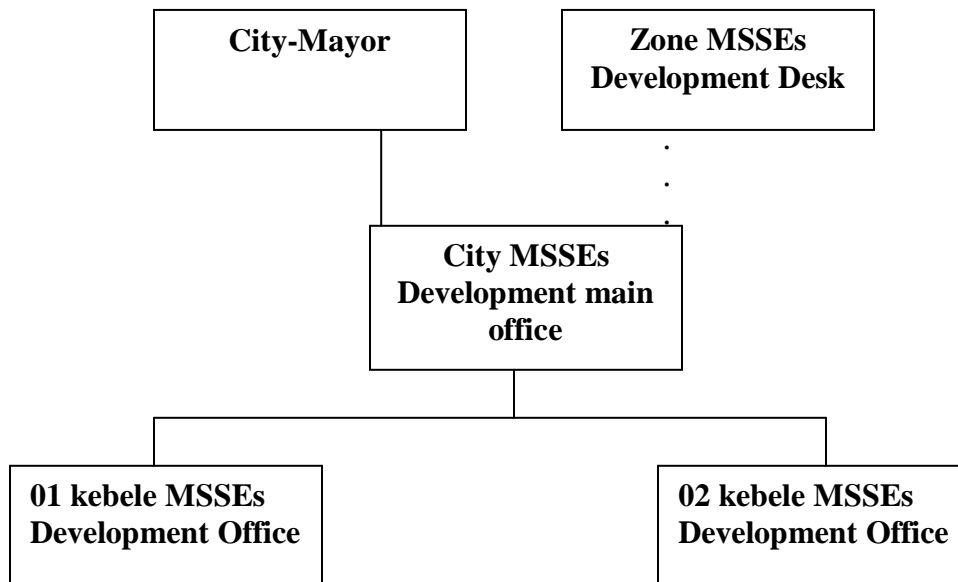 City-Mayor
Zone MSSEs
Development Desk
City MSSEs
Development main
office
01 kebele MSSEs
Development Office
02 kebele MSSEs
Development Office